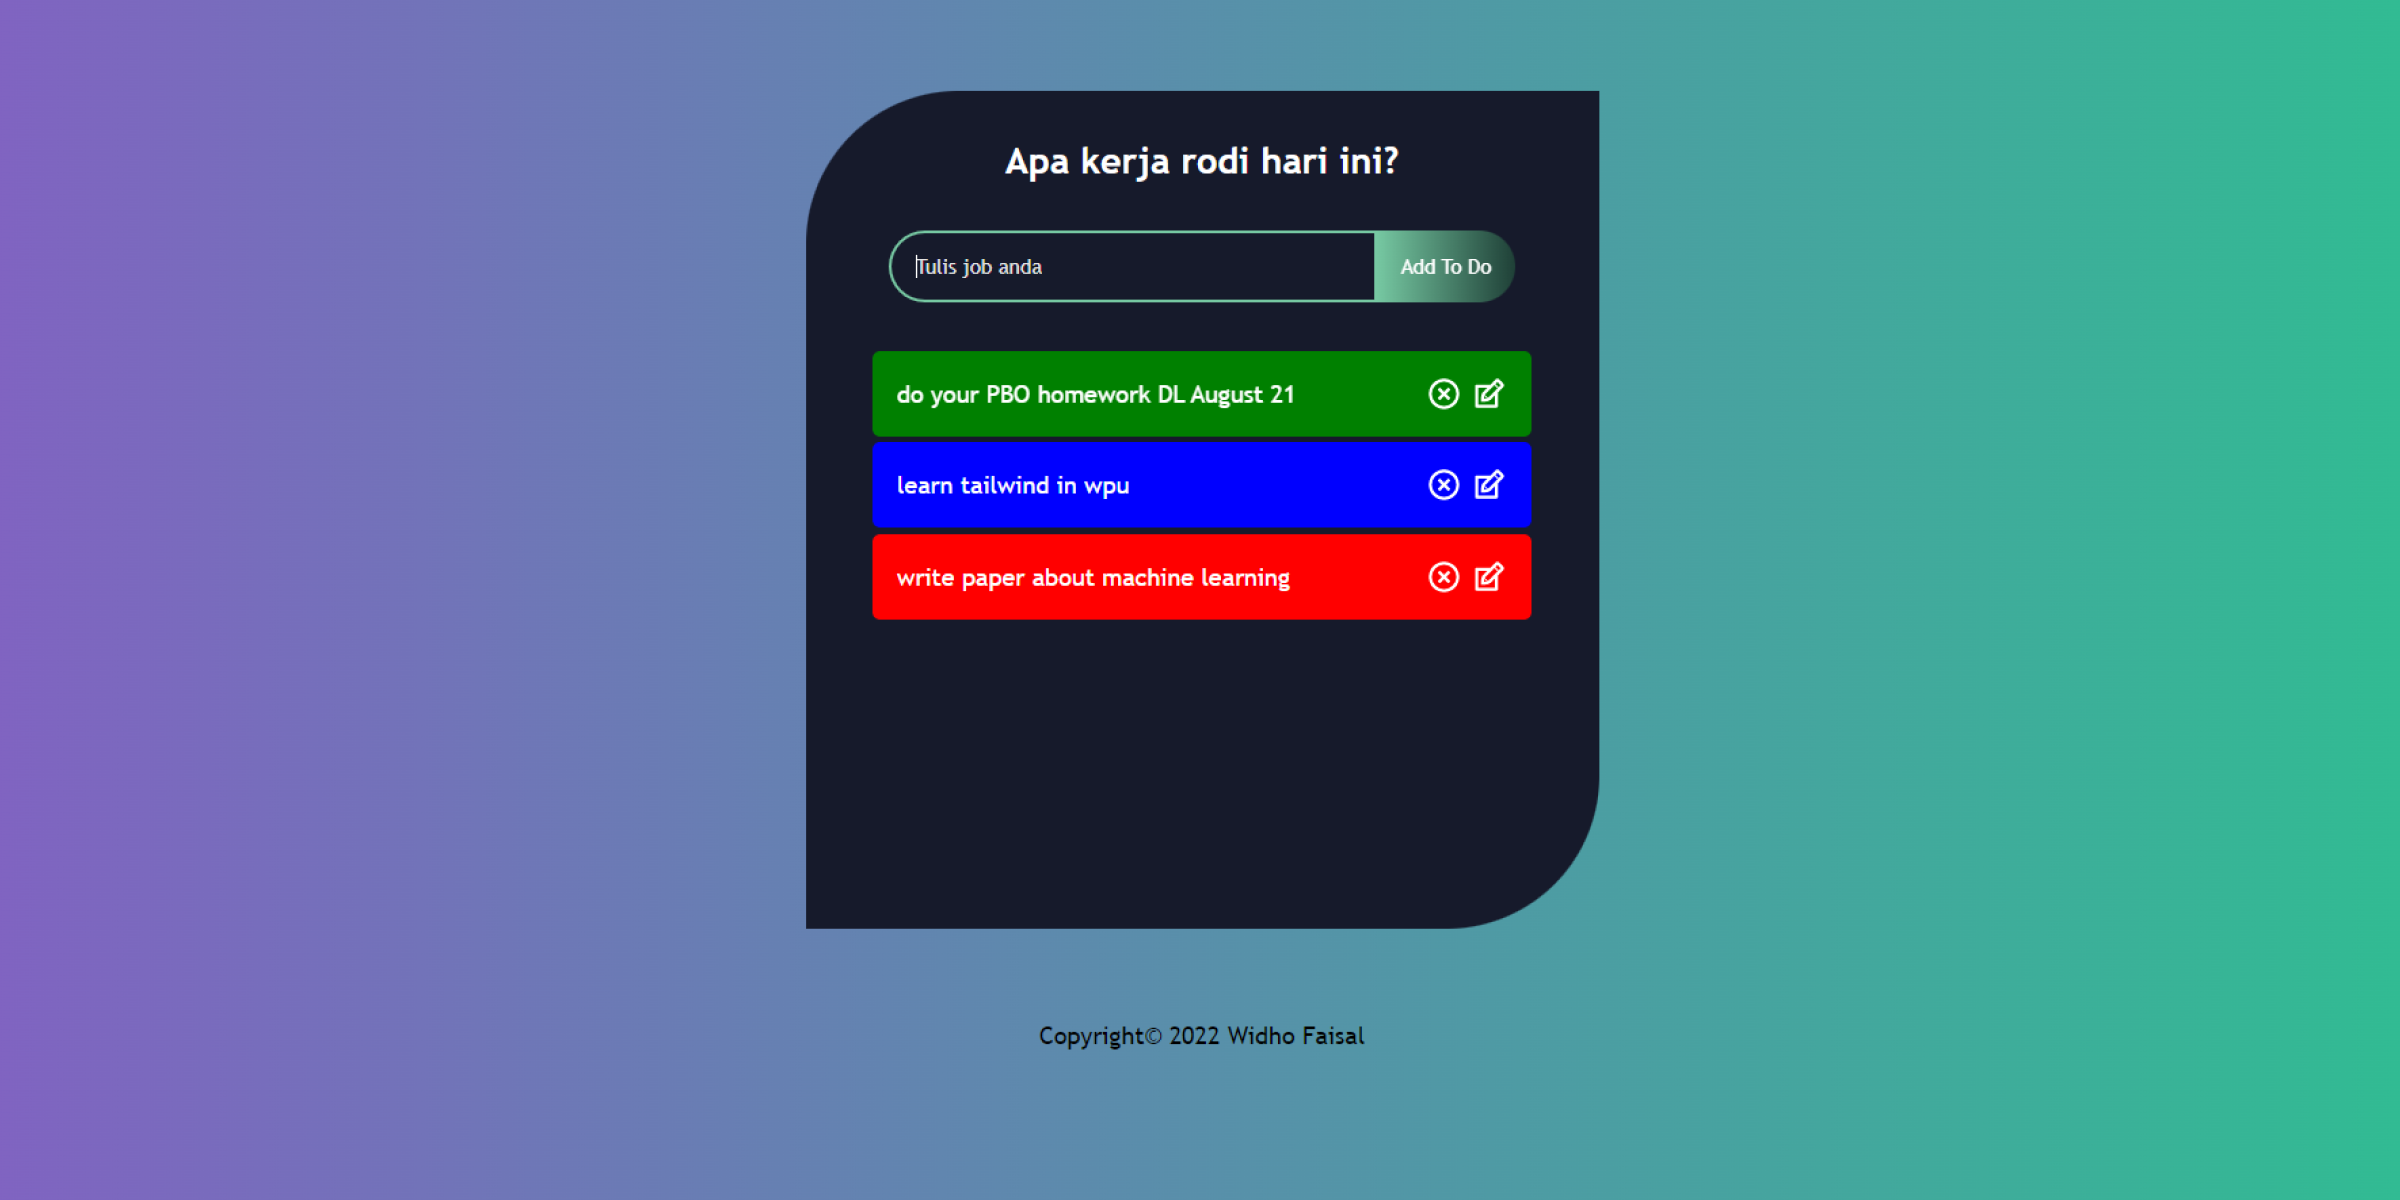 Apa kerja rodi hari ini?
Tulis job anda
Add To Do
do your PBO homework DL August 21
learn tailwind in wpu
write paper about machine learning
Copyright© 2022 Widho Faisal